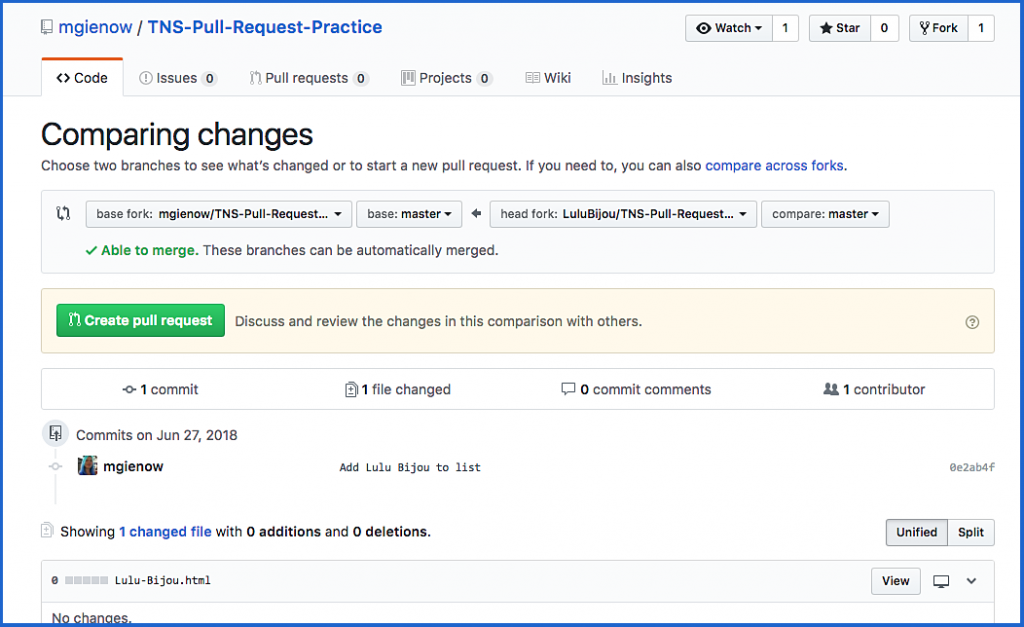 mgienow / TNS-Pull-Request-Practice Watch 1 Star 0 Fork 1
Code Issues 0 Pull requests 0 Projects 0 Wiki Insights
Comparing changes
Choose two branches to see what's changed or to start a new pull request. If you need to, you can also compare across forks.
base fork: mgienow/TNS-Pull-Request... base: master head fork: LuluBijou/TNS-Pull-Request... compare: master
Able to merge. These branches can be automatically merged.
Create pull request Discuss and review the changes in this comparison with others.
1 commit 1 file changed 0 commit comments 1 contributor
Commits on Jun 27, 2018
mgienow Add Lulu Bijou to list 0e2ab4f
Showing 1 changed file with 0 additions and 0 deletions. Unified Split
0 Lulu-Bijou.html View
No changes.